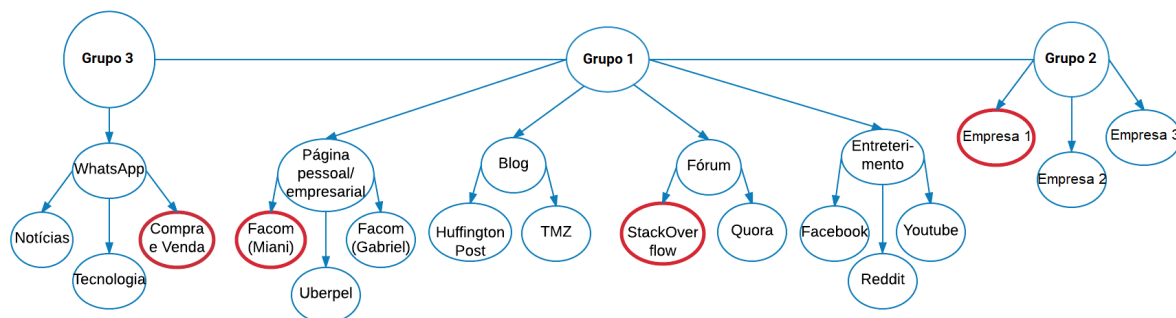 Grupo 3
Grupo 1
Grupo 2
WhatsApp
Notícias
Tecnologia
Compra
e Venda
Página
pessoal/
empresarial
Facom
(Miani)
Uberpel
Facom
(Gabriel)
Blog
Huffington
Post
TMZ
Fórum
StackOver
flow
Quora
Entreteri-
mento
Facebook
Reddit
Youtube
Empresa 1
Empresa 2
Empresa 3